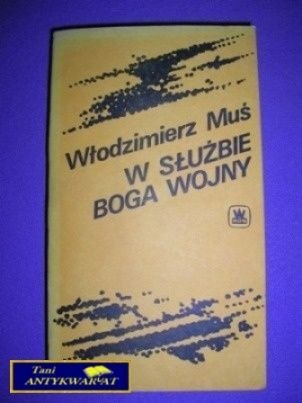 Włodzimierz Muś
W SŁUŻBIE
BOGA WOJNY
Tani
ANTYKWARIAT